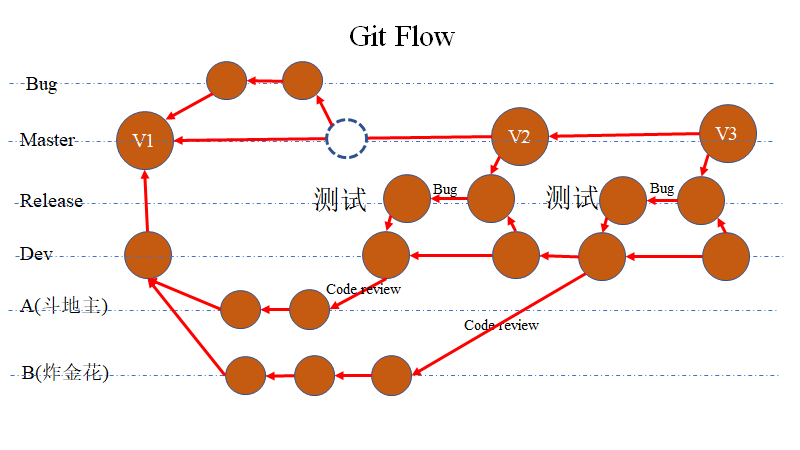 Git Flow
Bug
Master
V1
V2
V3
Release
测试
Bug
测试
Bug
Dev
Code review
A(斗地主)
Code review
B(炸金花)